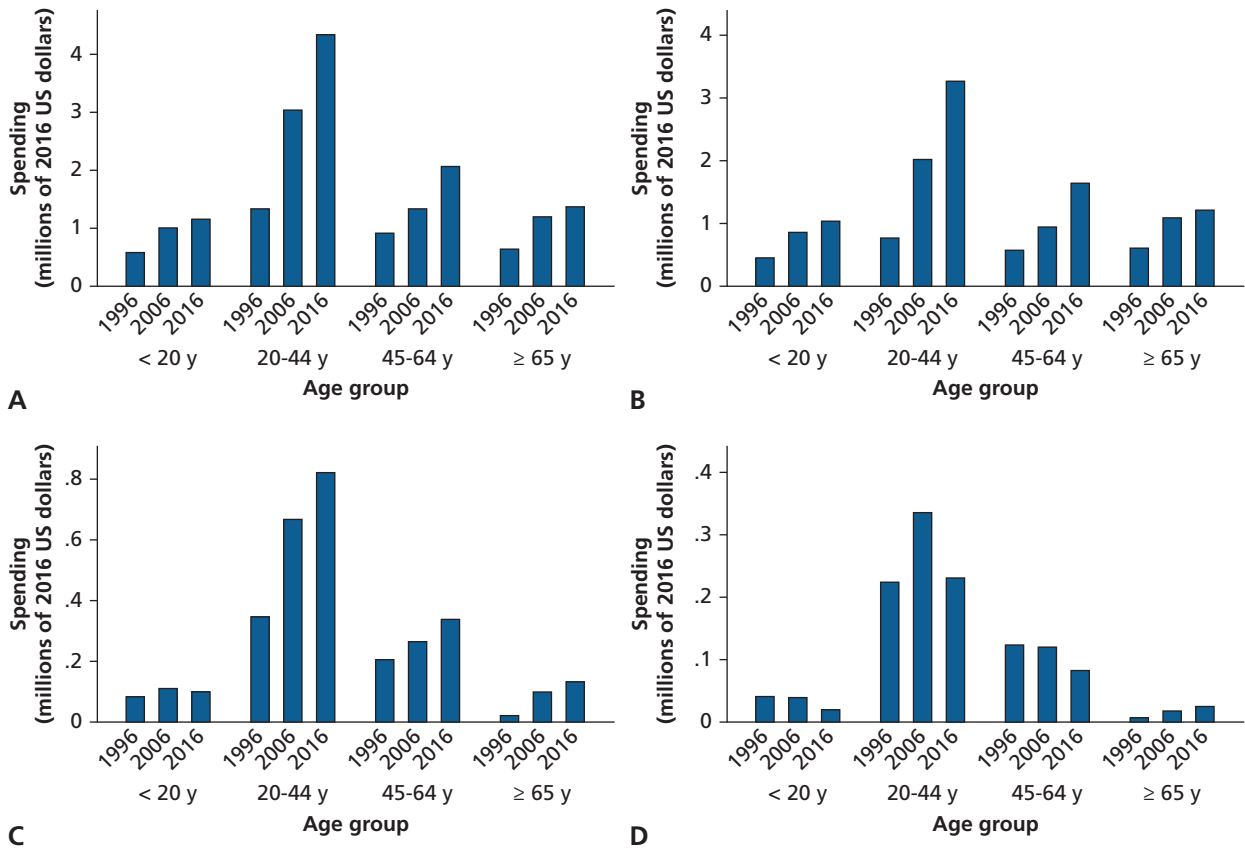 Spending
(millions of 2016 US dollars)
4
3
2
1
0
1996 2006 2016 1996 2006 2016 1996 2006 2016 1996 2006 2016
< 20 y 20-44 y 45-64 y ≥ 65 y
Age group
A
Spending
(millions of 2016 US dollars)
4
3
2
1
0
1996 2006 2016 1996 2006 2016 1996 2006 2016 1996 2006 2016
< 20 y 20-44 y 45-64 y ≥ 65 y
Age group
B
Spending
(millions of 2016 US dollars)
.8
.6
.4
.2
0
1996 2006 2016 1996 2006 2016 1996 2006 2016 1996 2006 2016
< 20 y 20-44 y 45-64 y ≥ 65 y
Age group
C
Spending
(millions of 2016 US dollars)
.4
.3
.2
.1
0
1996 2006 2016 1996 2006 2016 1996 2006 2016 1996 2006 2016
< 20 y 20-44 y 45-64 y ≥ 65 y
Age group
D